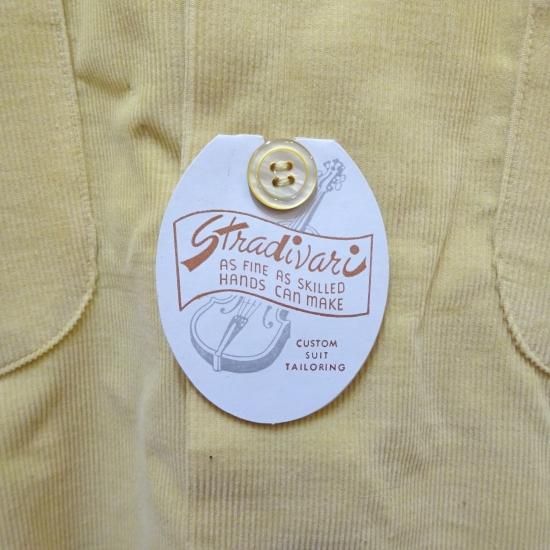 Stradivari
AS FINE AS SKILLED
HANDS CAN MAKE
CUSTOM
SUIT
TAILORING